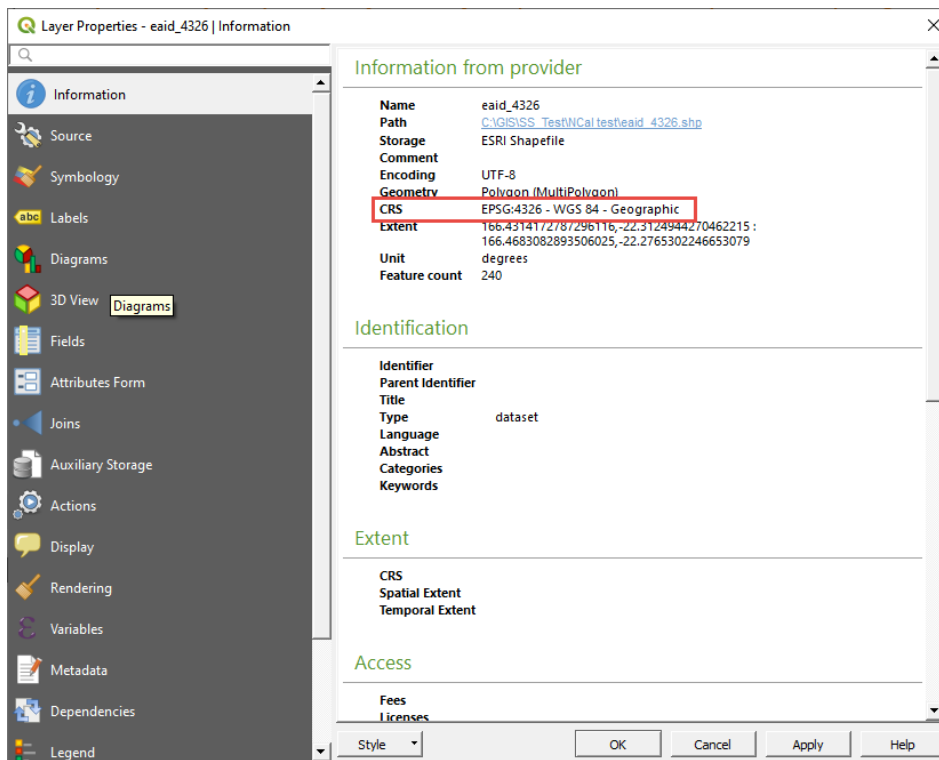 Layer Properties - eaid_4326 | Information
Information
Source
Symbology
abc Labels
Diagrams
3D View
Diagrams
Fields
Attributes Form
Joins
Auxiliary Storage
Actions
Display
Rendering
Variables
Metadata
Dependencies
Legend
Information from provider
Name eaid_4326
Path C:\GIS\SS_Test\NCal test\eaid_4326.shp
Storage ESRI Shapefile
Comment
Encoding UTF-8
Geometry Polygon (MultiPolygon)
CRS EPSG:4326 - WGS 84 - Geographic
Extent 166.4314172787296116,-22.3124944270462215 :
166.4683082893506025,-22.2765302246653079
Unit degrees
Feature count 240
Identification
Identifier
Parent Identifier
Title
Type dataset
Language
Abstract
Categories
Keywords
Extent
CRS
Spatial Extent
Temporal Extent
Access
Fees
Licenses
Style OK Cancel Apply Help